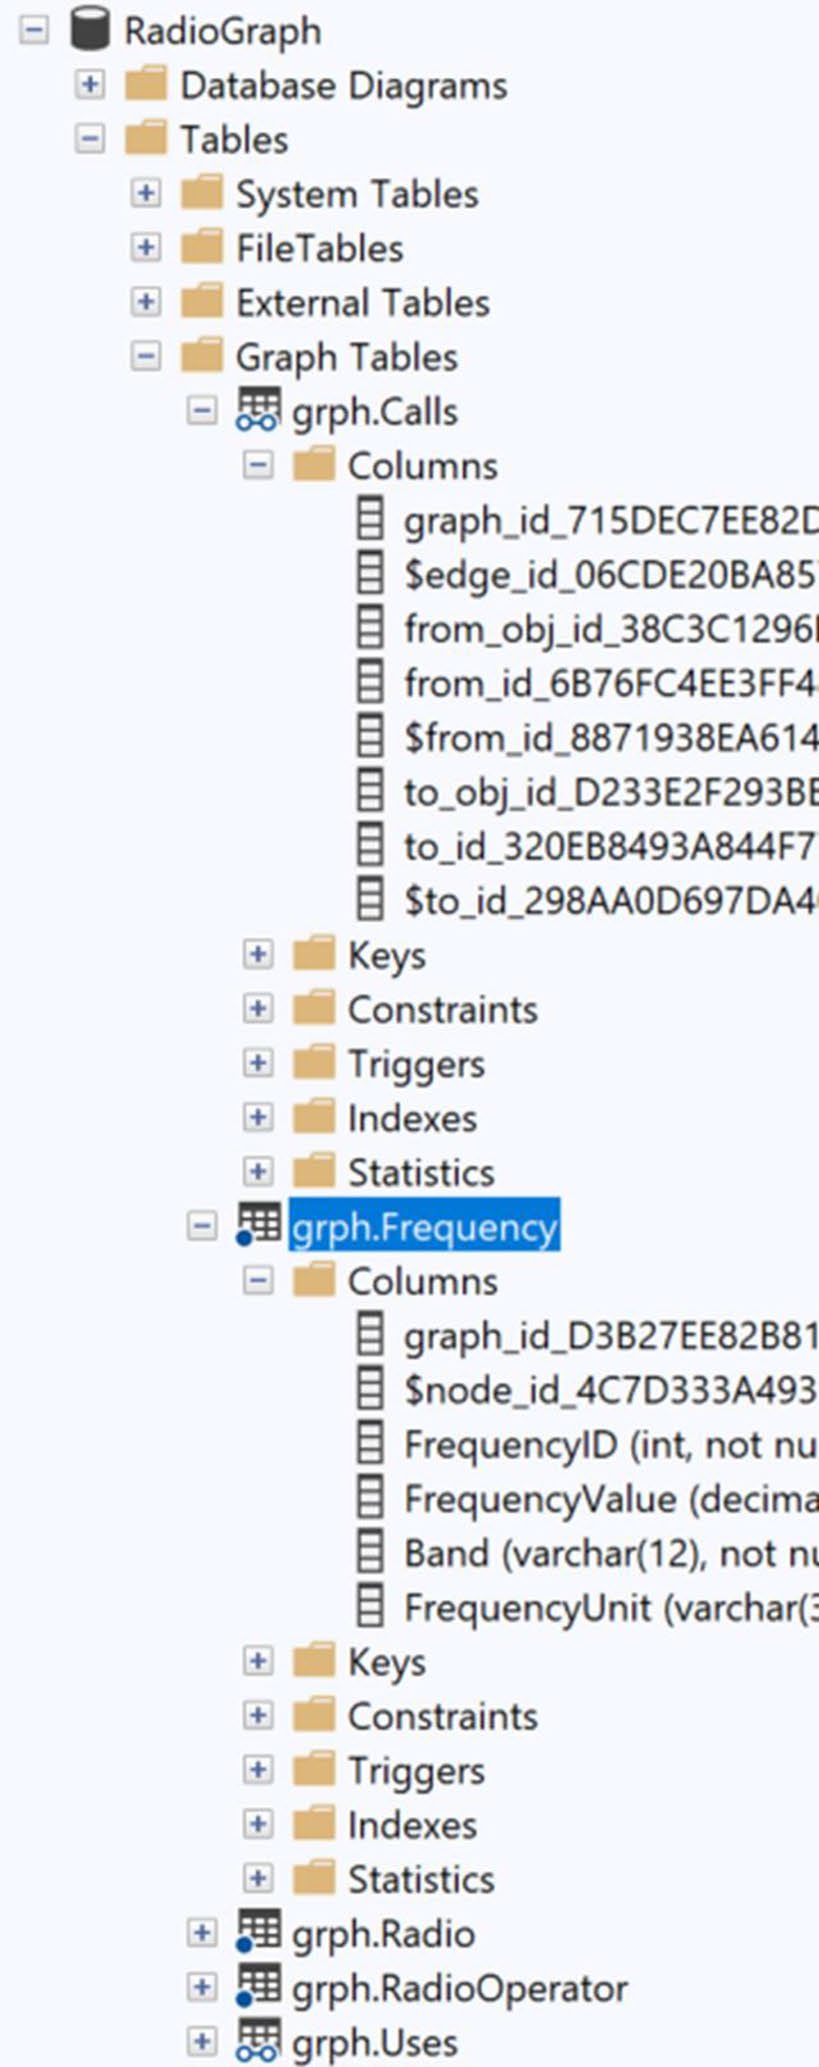 RadioGraph
Database Diagrams
Tables
System Tables
FileTables
External Tables
Graph Tables
grph.Calls
Columns
graph_id_715DEC7EE82D
$edge_id_06CDE20BA85
from_obj_id_38C3C1296
from_id_6B76FC4EE3FF4
$from_id_8871938EA614
to_obj_id_D233E2F293BE
to_id_320EB8493A844F7
$to_id_298AA0D697DA4
Keys
Constraints
Triggers
Indexes
Statistics
grph.Frequency
Columns
graph_id_D3B27EE82B81
$node_id_4C7D333A493
FrequencyID (int, not nu
FrequencyValue (decima
Band (varchar(12), not nu
FrequencyUnit (varchar(3
Keys
Constraints
Triggers
Indexes
Statistics
grph.Radio
grph.RadioOperator
grph.Uses